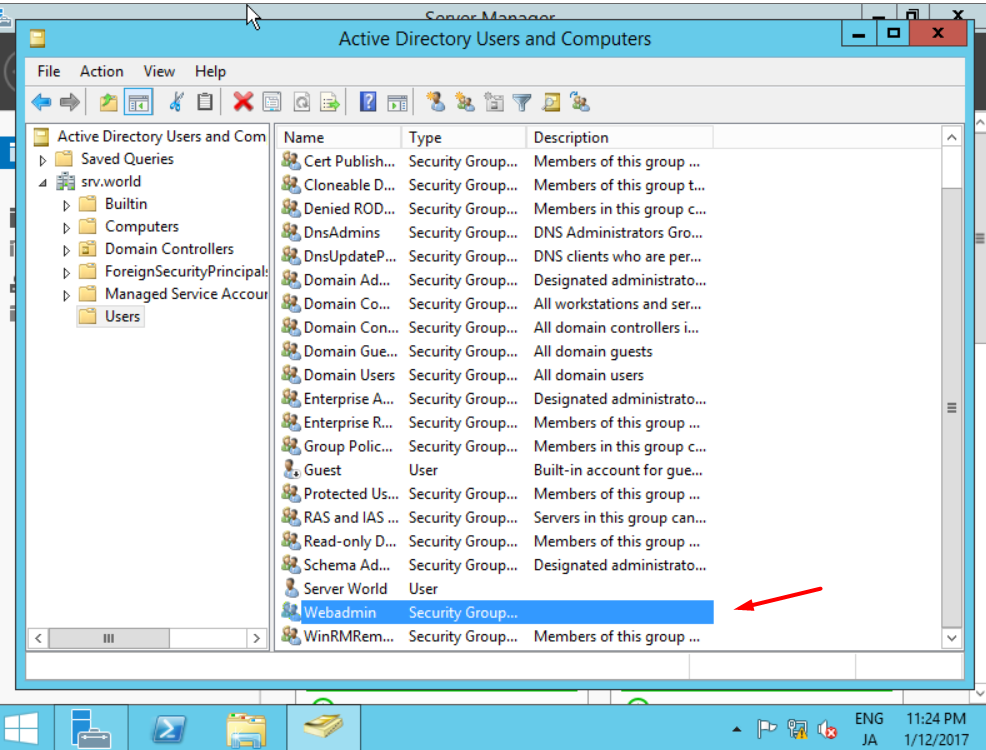 Server Manager
Active Directory Users and Computers
File Action View Help
Active Directory Users and Com
Saved Queries
srv.world
Builtin
Computers
Domain Controllers
ForeignSecurityPrincipals
Managed Service Accour
Users
Name Type Description
Cert Publish... Security Group... Members of this group ...
Cloneable D... Security Group... Members of this group t...
Denied ROD... Security Group... Members in this group c...
DnsAdmins Security Group... DNS Administrators Gro...
DnsUpdateP... Security Group... DNS clients who are per...
Domain Ad... Security Group... Designated administrato...
Domain Co... Security Group... All workstations and ser...
Domain Con... Security Group... All domain controllers i...
Domain Gue... Security Group... All domain guests
Domain Users Security Group... All domain users
Enterprise A... Security Group... Designated administrato...
Enterprise R... Security Group... Members of this group ...
Group Polic... Security Group... Members in this group c...
Guest User Built-in account for gue...
Protected Us... Security Group... Members of this group ...
RAS and IAS ... Security Group... Servers in this group can...
Read-only D... Security Group... Members of this group ...
Schema Ad... Security Group... Designated administrato...
Server World User
Webadmin Security Group...
WinRMRem... Security Group... Members of this group ...
ENG 11:24 PM
JA 1/12/2017